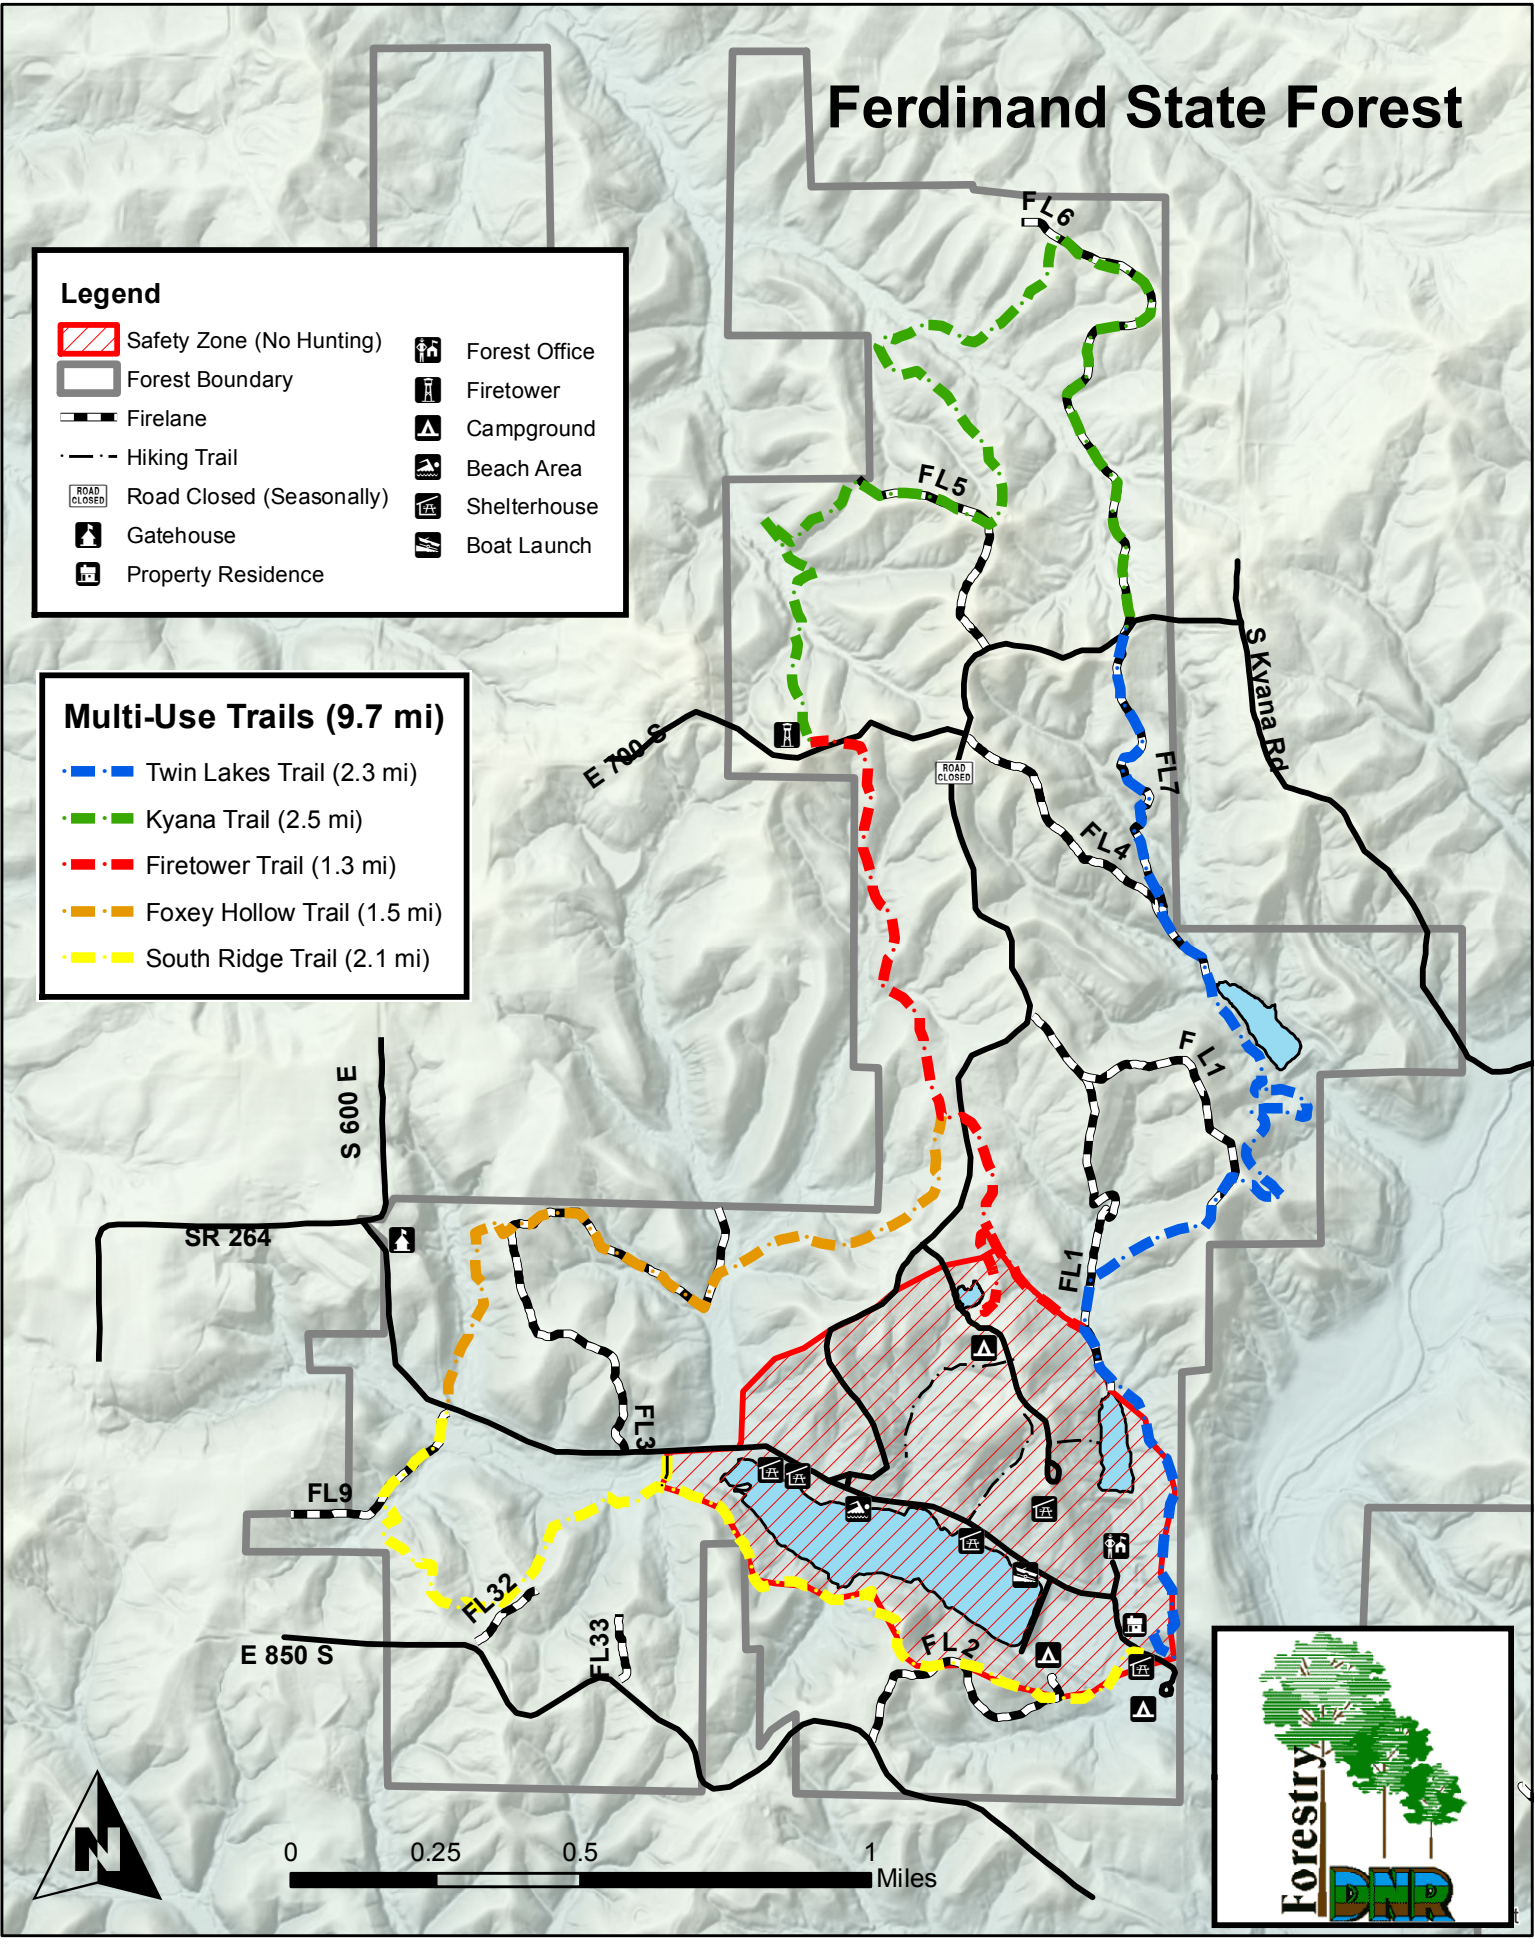 Ferdinand State Forest
FL6
Legend
Safety Zone (No Hunting)
Forest Boundary
Firelane
Hiking Trail
ROAD
CLOSED
Road Closed (Seasonally)
Gatehouse
Property Residence
Forest Office
Firetower
Campground
Beach Area
Shelterhouse
Boat Launch
FL5
S Kyana Rd
Multi-Use Trails (9.7 mi)
Twin Lakes Trail (2.3 mi)
Kyana Trail (2.5 mi)
Firetower Trail (1.3 mi)
Foxey Hollow Trail (1.5 mi)
South Ridge Trail (2.1 mi)
E 700 S
ROAD
CLOSED
FL7
FL4
FL1
S 600 E
SR 264
FL1
FL3
FL9
FL32
FL33
FL2
E 850 S
N
0 0.25 0.5 1
Miles
Forestry
DNR